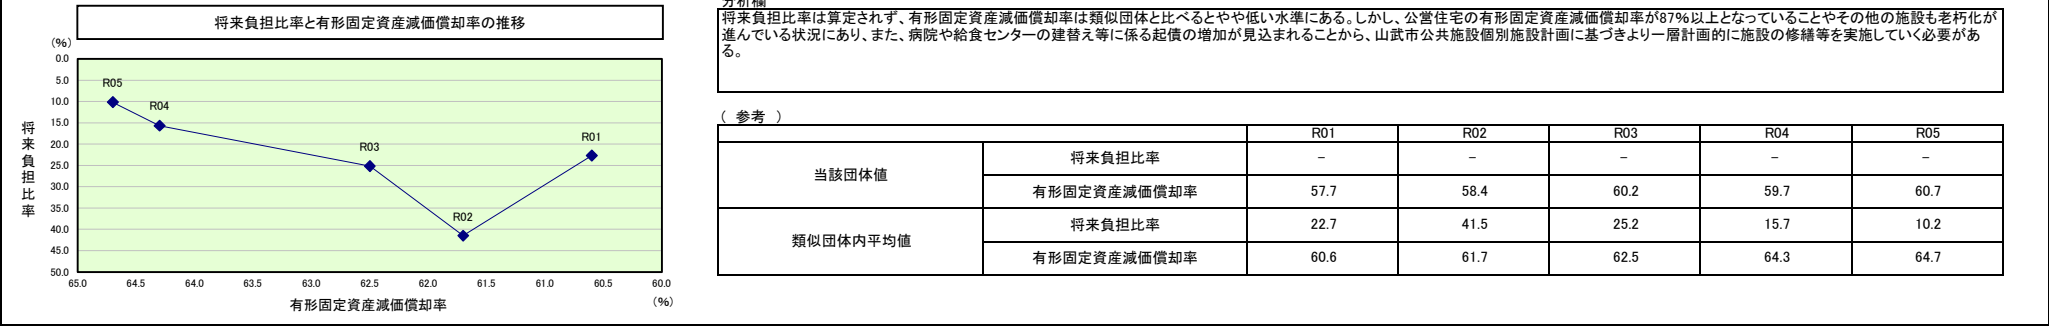 分析欄
将来負担比率と有形固定資産減価償却率の推移
将来負担比率は算定されず、有形固定資産減価償却率は類似団体と比べるとやや低い水準にある。しかし、公営住宅の有形固定資産減価償却率が87%以上となっていることやその他の施設も老朽化が
進んでいる状況にあり、また、病院や給食センターの建替え等に係る起債の増加が見込まれることから、山武市公共施設個別施設計画に基づきより一層計画的に施設の修繕等を実施していく必要があ
る。
(%)
0.0
5.0
10.0
15.0
20.0
25.0
30.0
35.0
40.0
45.0
50.0
将来負担比率
R05
R04
R03
R02
R01
65.0 64.5 64.0 63.5 63.0 62.5 62.0 61.5 61.0 60.5 60.0
有形固定資産減価償却率
(%)
( 参考 )
R01 R02 R03 R04 R05
当該団体値
将来負担比率 － － － － －
有形固定資産減価償却率 57.7 58.4 60.2 59.7 60.7
類似団体内平均値
将来負担比率 22.7 41.5 25.2 15.7 10.2
有形固定資産減価償却率 60.6 61.7 62.5 64.3 64.7